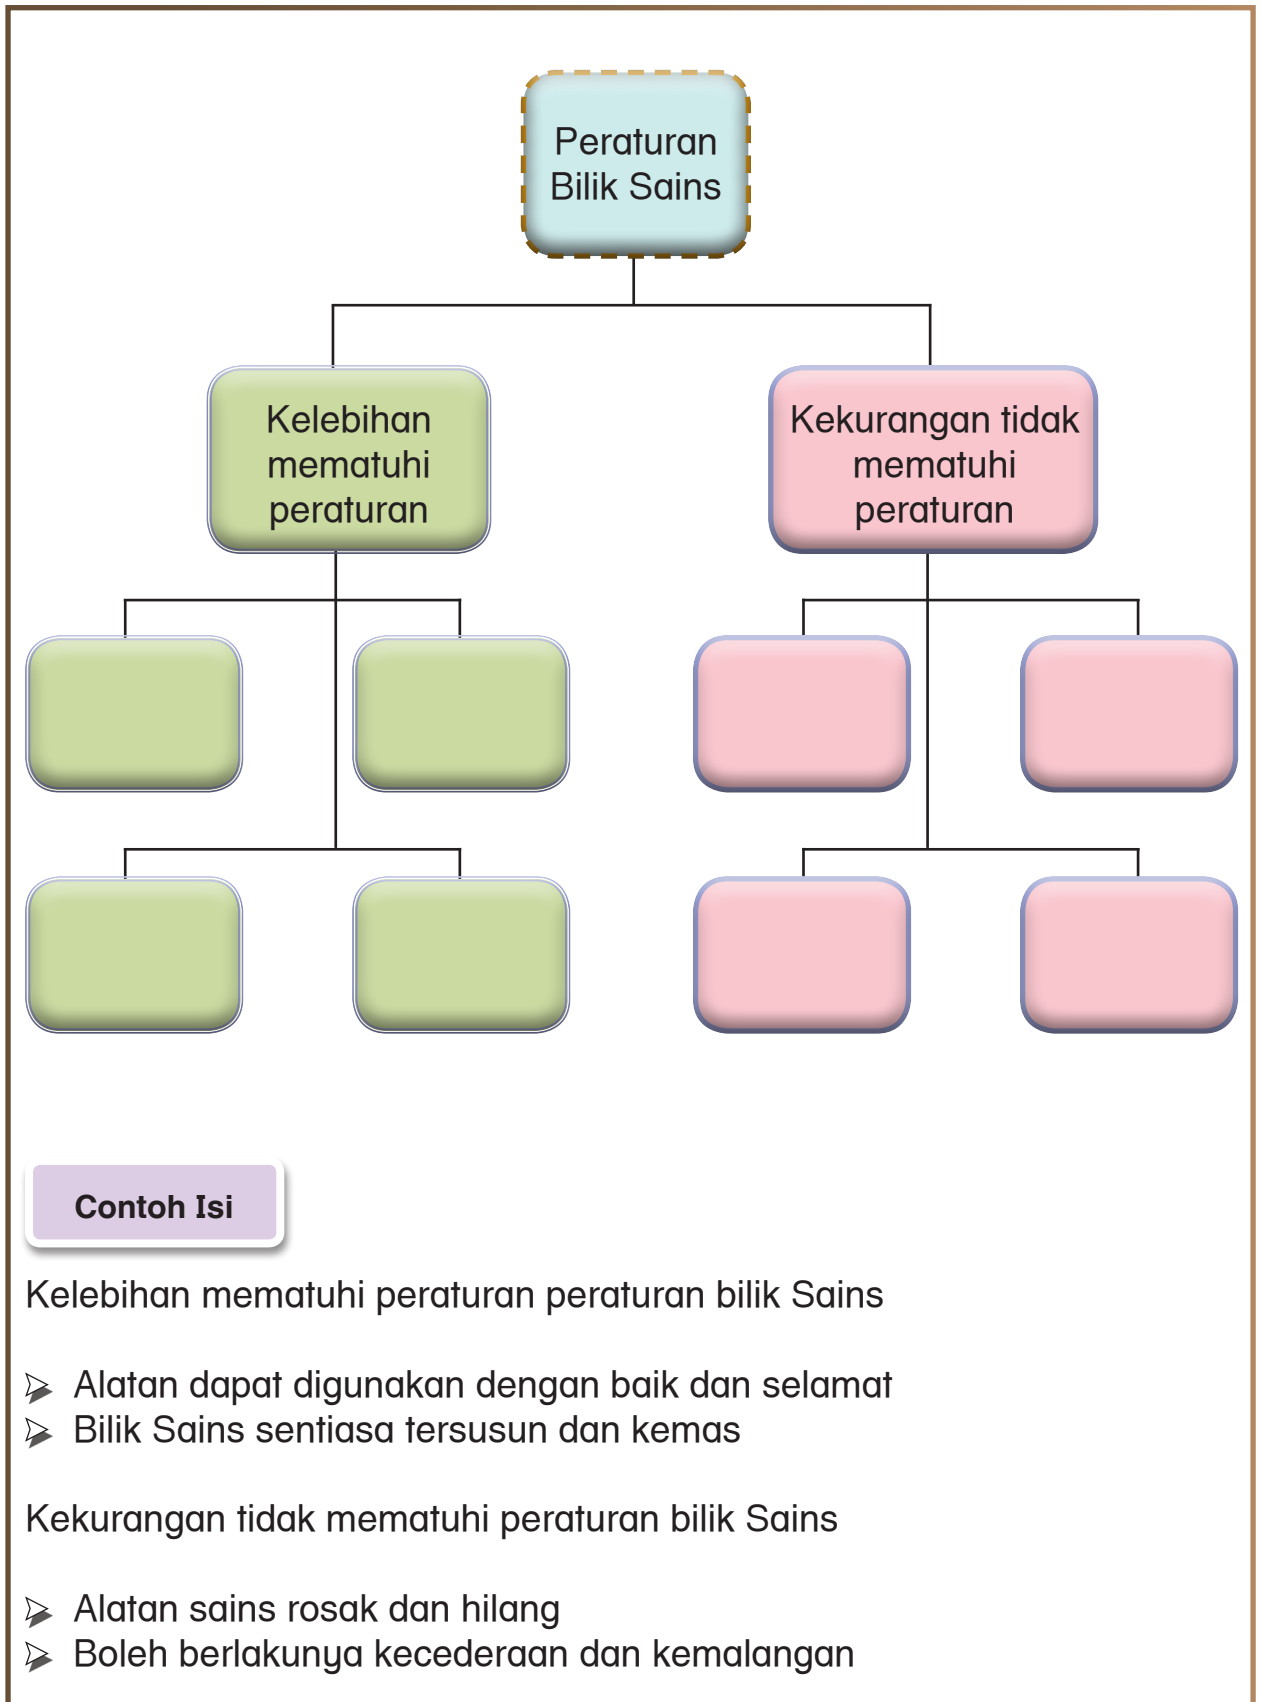 Peraturan
Bilik Sains
Kelebihan
mematuhi
peraturan
Kekurangan tidak
mematuhi
peraturan
Contoh Isi
Kelebihan mematuhi peraturan peraturan bilik Sains
Alatan dapat digunakan dengan baik dan selamat
Bilik Sains sentiasa tersusun dan kemas
Kekurangan tidak mematuhi peraturan bilik Sains
Alatan sains rosak dan hilang
Boleh berlakunya kecederaan dan kemalangan